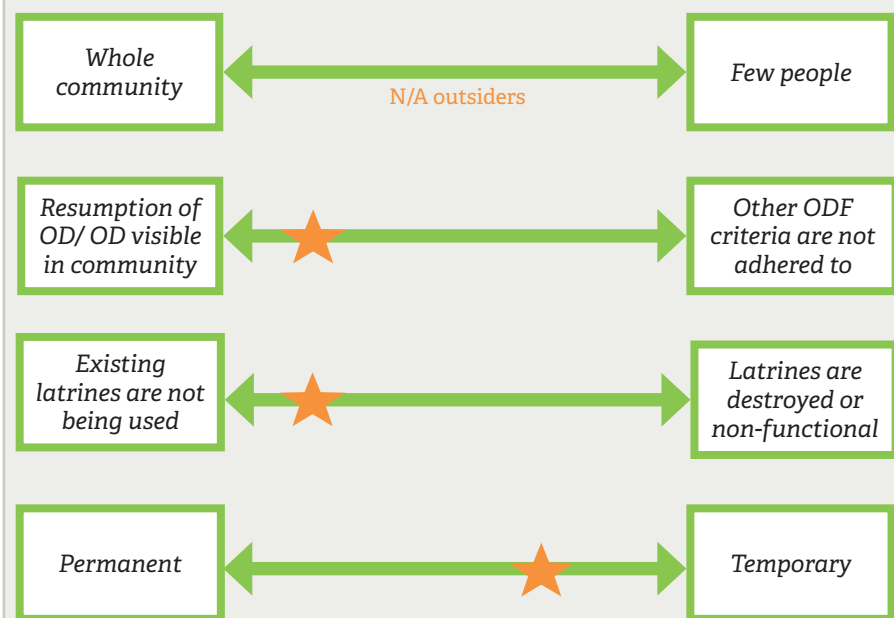 Whole
community
N/A outsiders
Few people
Resumption of
OD/ OD visible
in community
Other ODF
criteria are not
adhered to
Existing
latrines are not
being used
Latrines are
destroyed or
non-functional
Permanent
Temporary